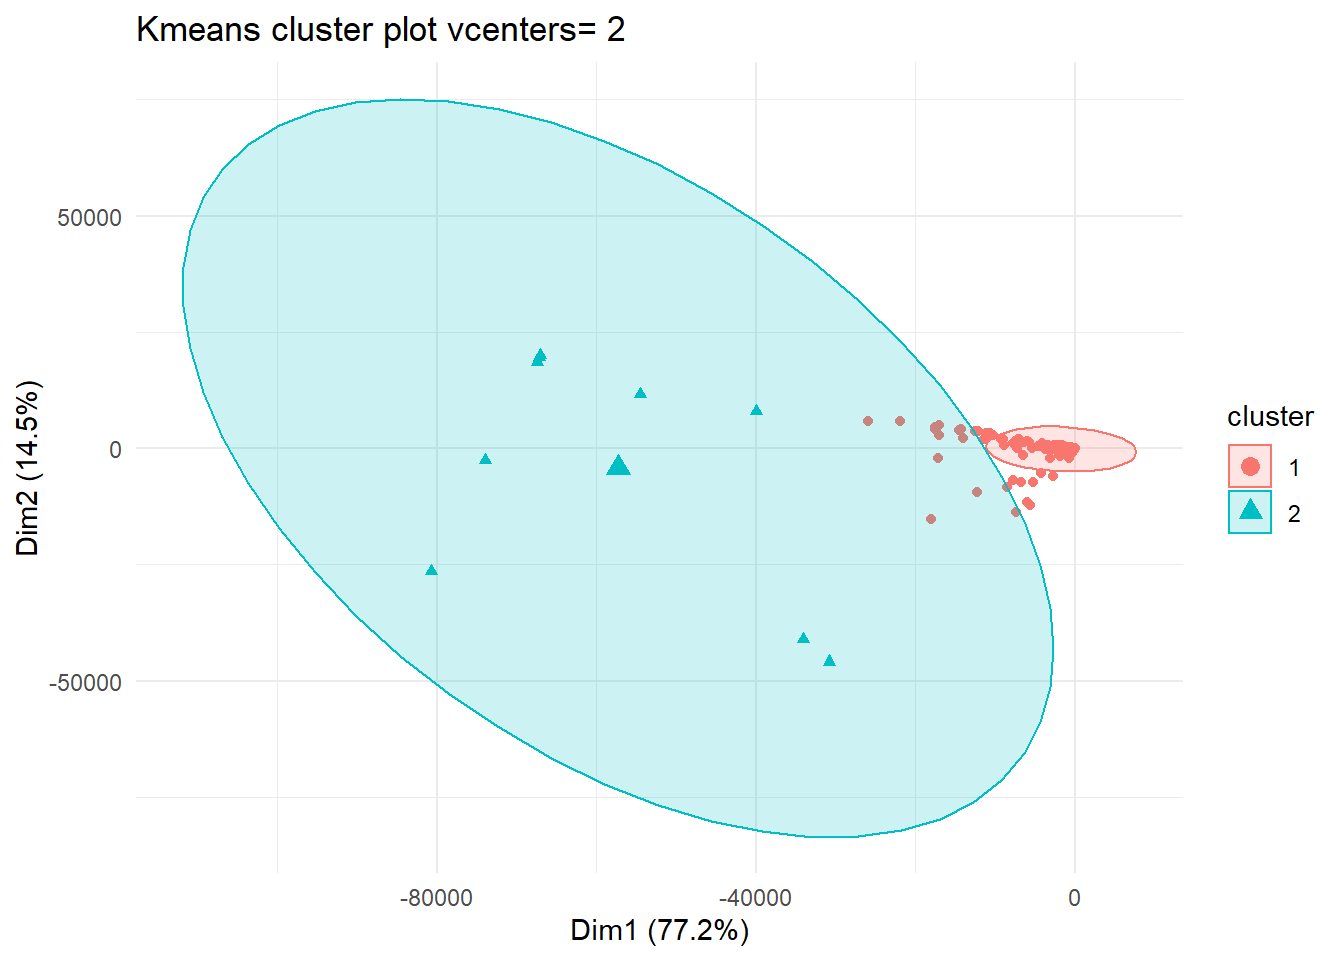 Kmeans cluster plot vcenters= 2
50000
0
-50000
Dim2 (14.5%)
-80000
-40000
0
Dim1 (77.2%)
cluster
1
2